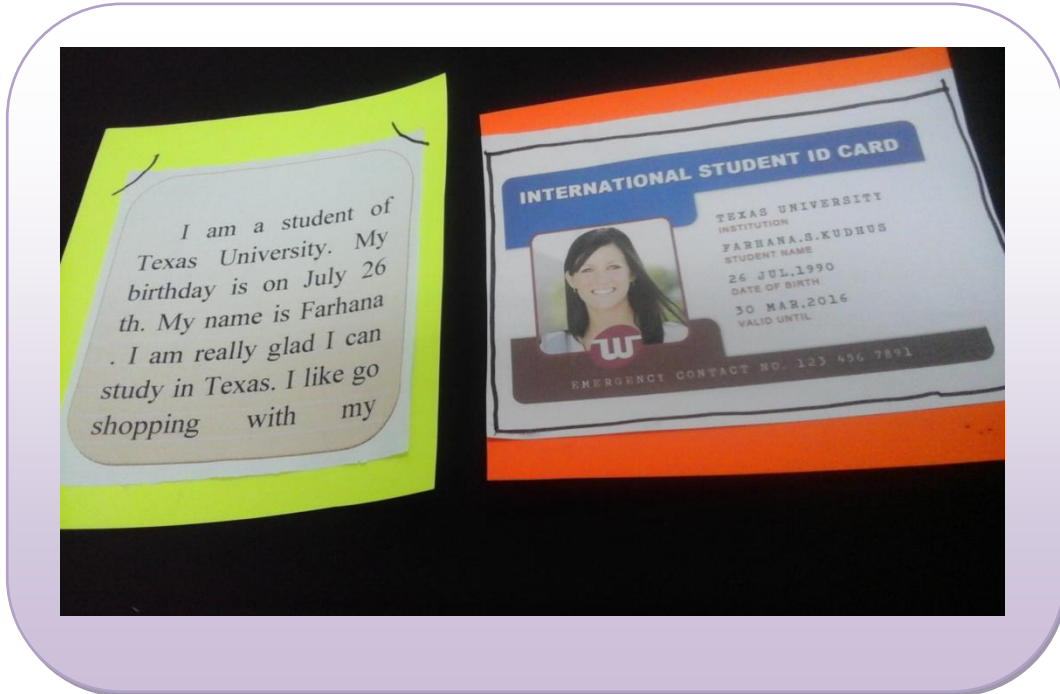 I am a student of
Texas University. My
birthday is on July 26
th. My name is Farhana
. I am really glad I can
study in Texas. I like go
shopping with my
INTERNATIONAL STUDENT ID CARD
TEXAS UNIVERSITY
INSTITUTION
FARHANA.S.KUDHUS
STUDENT NAME
26 JUL,1990
DATE OF BIRTH
30 MAR,2016
VALID UNTIL
W
EMERGENCY CONTACT NO. 123 456 7891